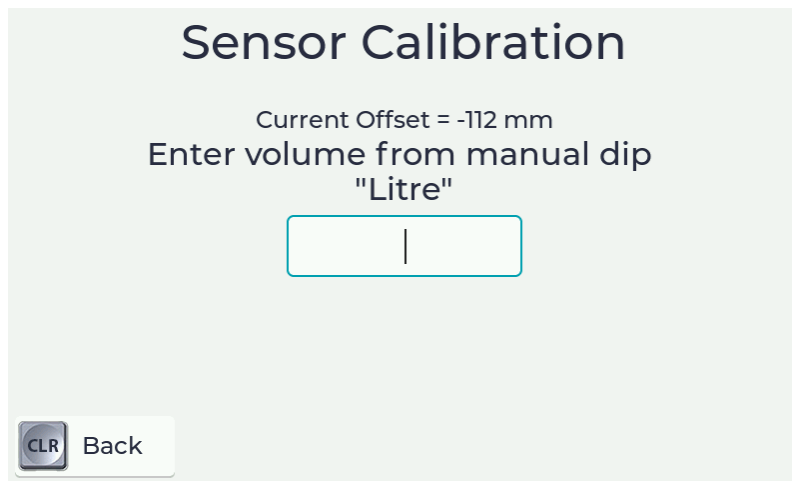 Sensor Calibration
Current Offset = -112 mm
Enter volume from manual dip
"Litre"
CLR Back